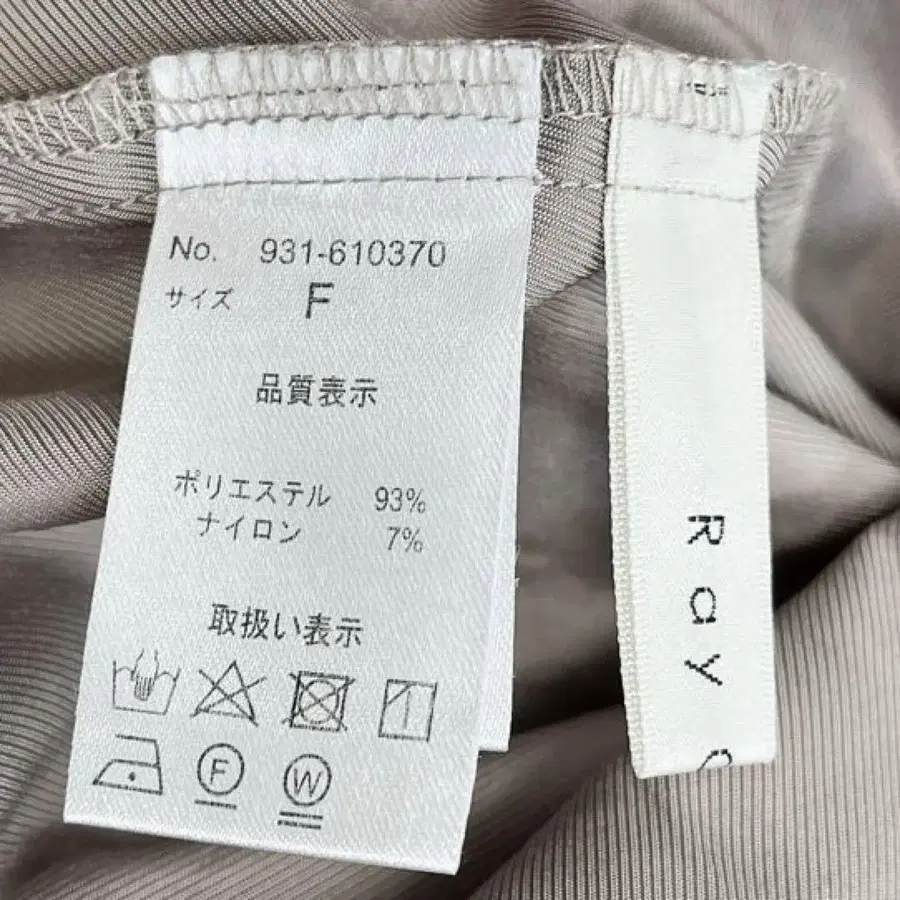 No. 931-610370
サイズ F
品質表示
ポリエステル 93%
ナイロン 7%
取扱い表示
F
W
Ray